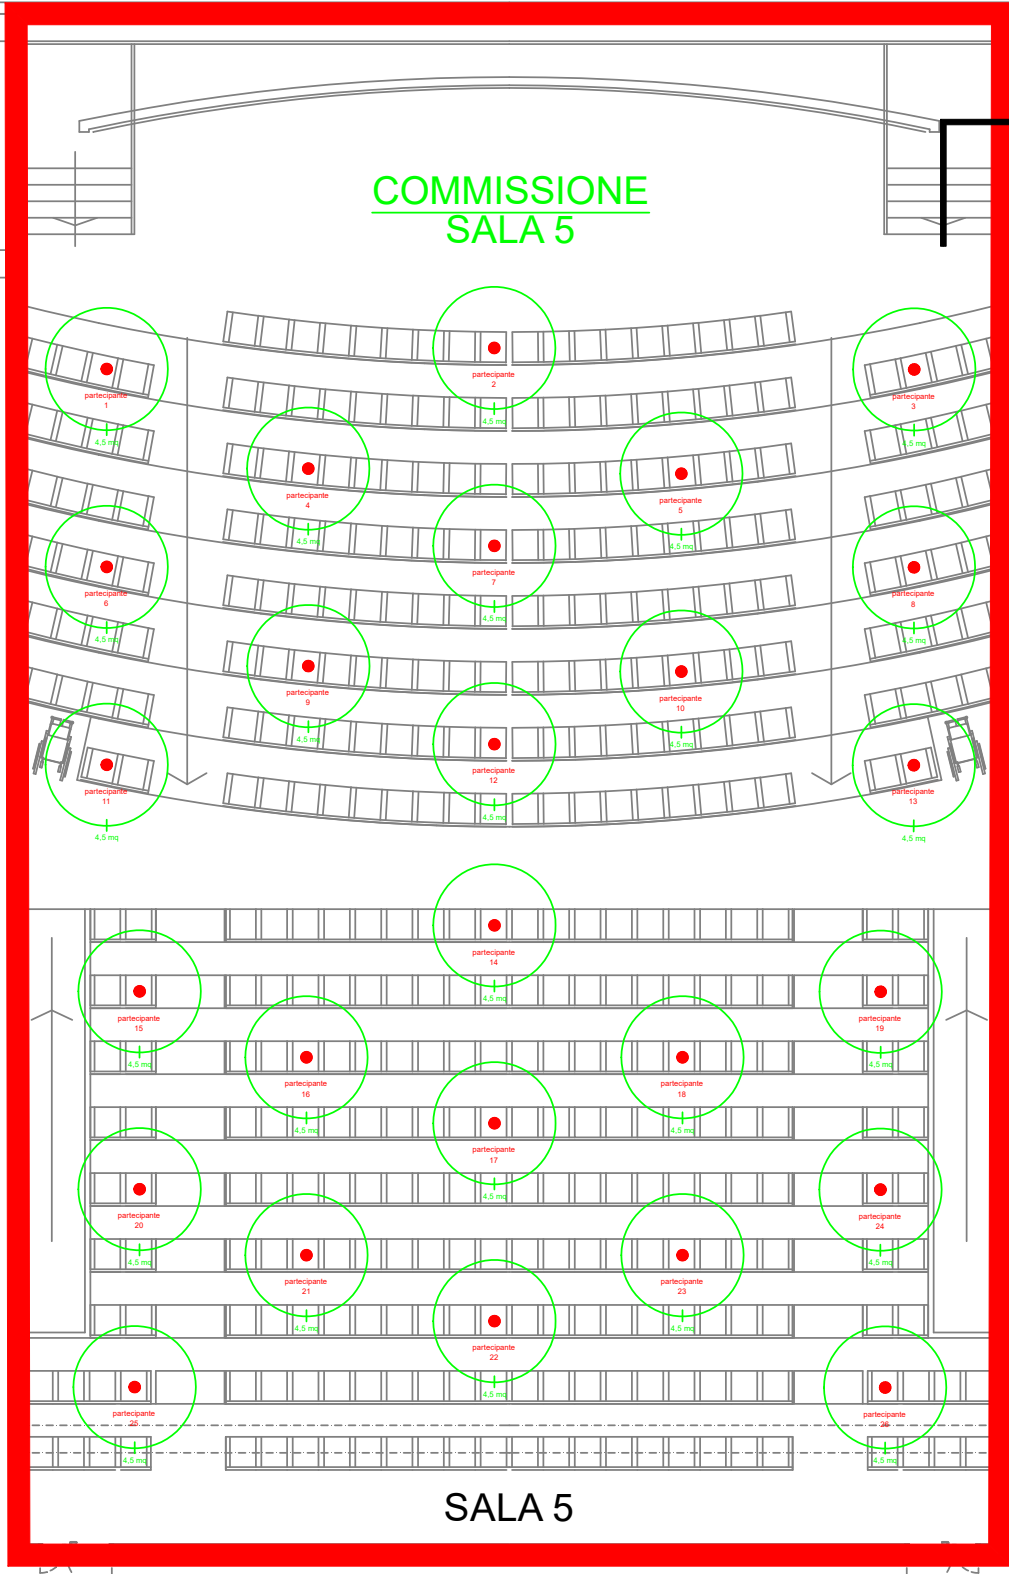 COMMISSIONE
SALA 5
partecipante
1
4,5 mq
partecipante
2
4,5 mq
partecipante
3
4,5 mq
partecipante
4
4,5 mq
partecipante
5
4,5 mq
partecipante
6
4,5 mq
partecipante
7
4,5 mq
partecipante
8
4,5 mq
partecipante
9
4,5 mq
partecipante
10
4,5 mq
partecipante
11
4,5 mq
partecipante
12
4,5 mq
partecipante
13
4,5 mq
partecipante
14
4,5 mq
partecipante
15
4,5 mq
partecipante
16
4,5 mq
partecipante
17
4,5 mq
partecipante
18
4,5 mq
partecipante
19
4,5 mq
partecipante
20
4,5 mq
partecipante
21
4,5 mq
partecipante
22
4,5 mq
partecipante
23
4,5 mq
partecipante
24
4,5 mq
partecipante
25
4,5 mq
partecipante
26
4,5 mq
SALA 5